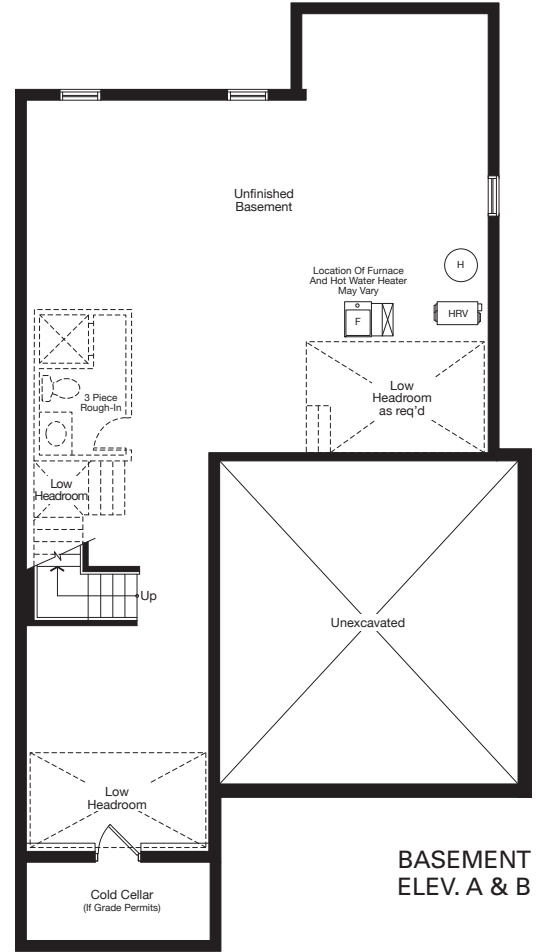 Unfinished
Basement
Location Of Furnace
And Hot Water Heater
May Vary
H
F
HRV
3 Piece
Rough-In
Low
Headroom
as req'd
Low
Headroom
Up
Unexcavated
Low
Headroom
Cold Cellar
(If Grade Permits)
BASEMENT
ELEV. A & B